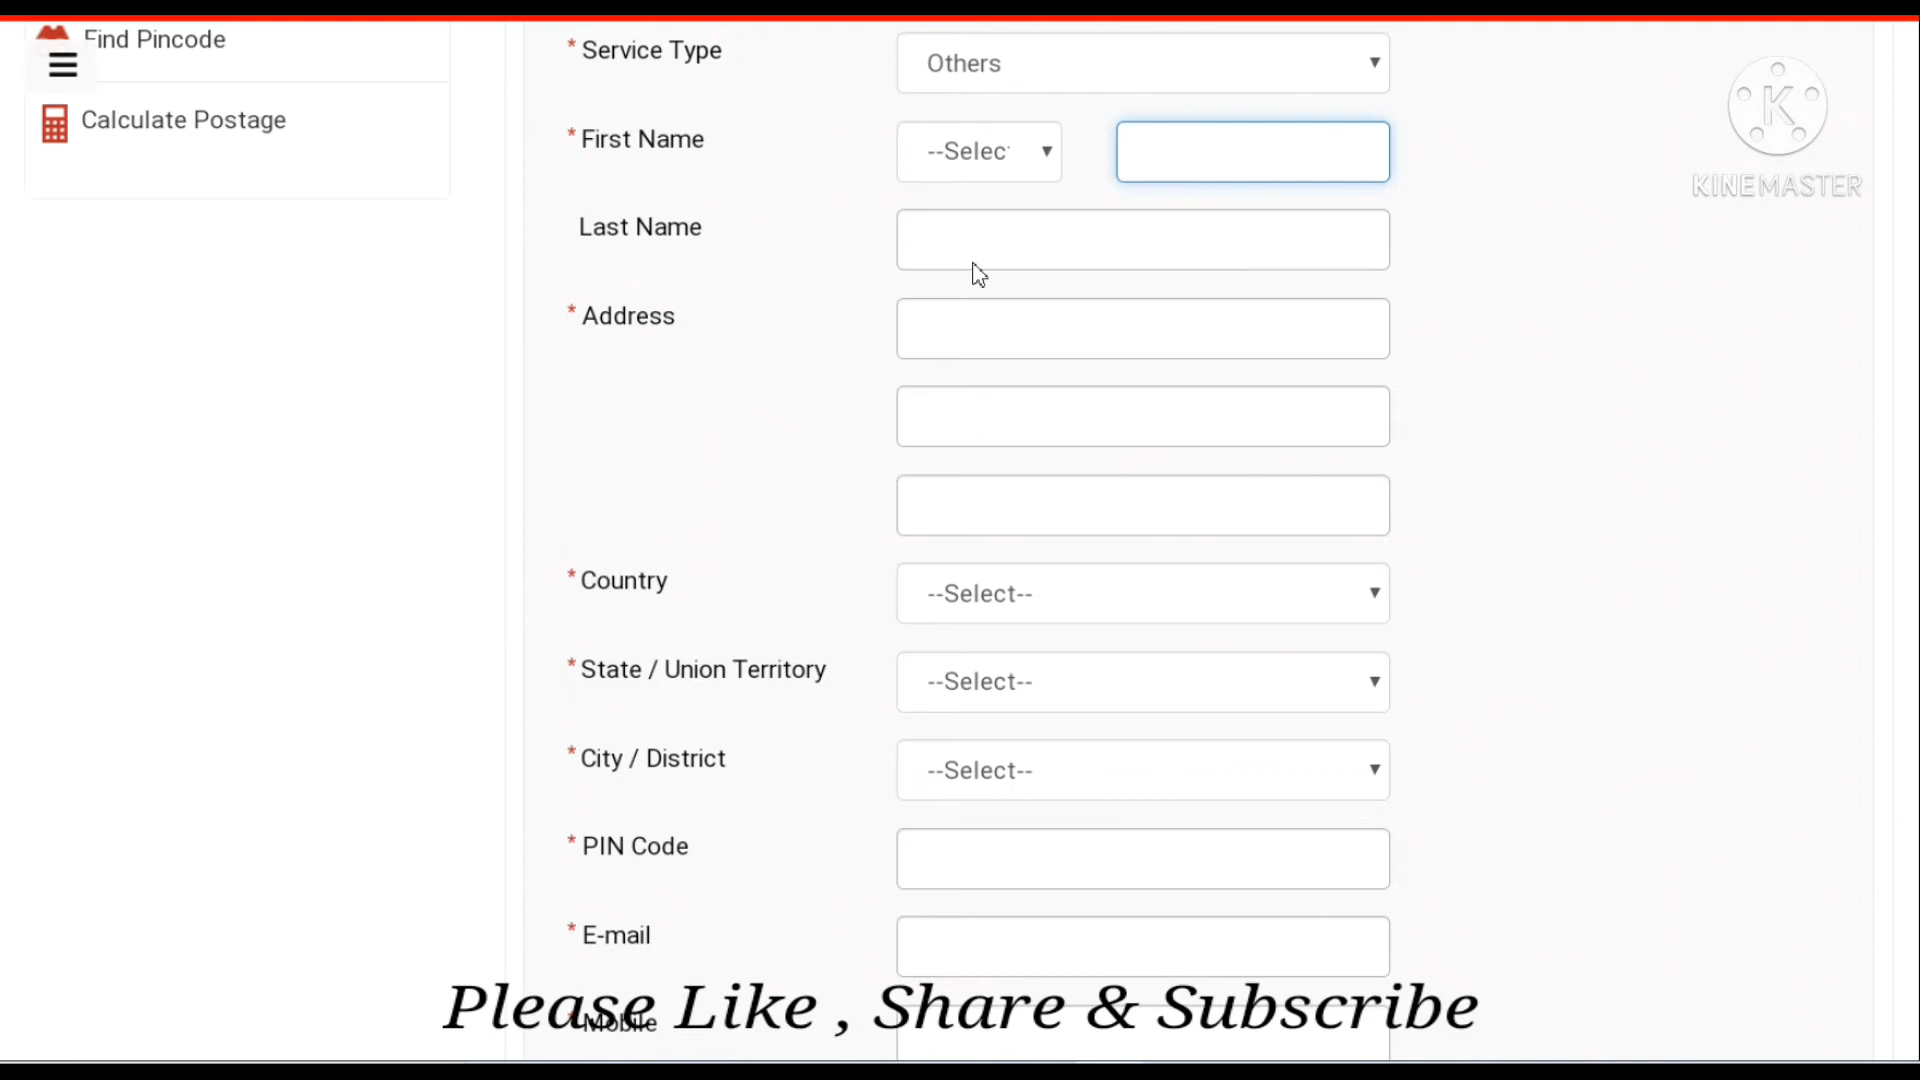 Find Pincode
Calculate Postage
* Service Type
Others
* First Name
--Selec
Last Name
* Address
* Country
--Select--
* State / Union Territory
--Select--
* City / District
--Select--
* PIN Code
* E-mail
* Mobile
Please Like , Share & Subscribe
K
KINEMASTER